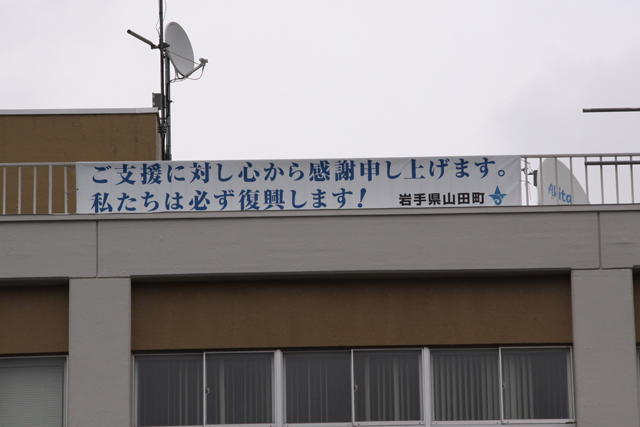 ご支援に対し心から感謝申し上げます。
私たちは必ず復興します！
岩手県山田町